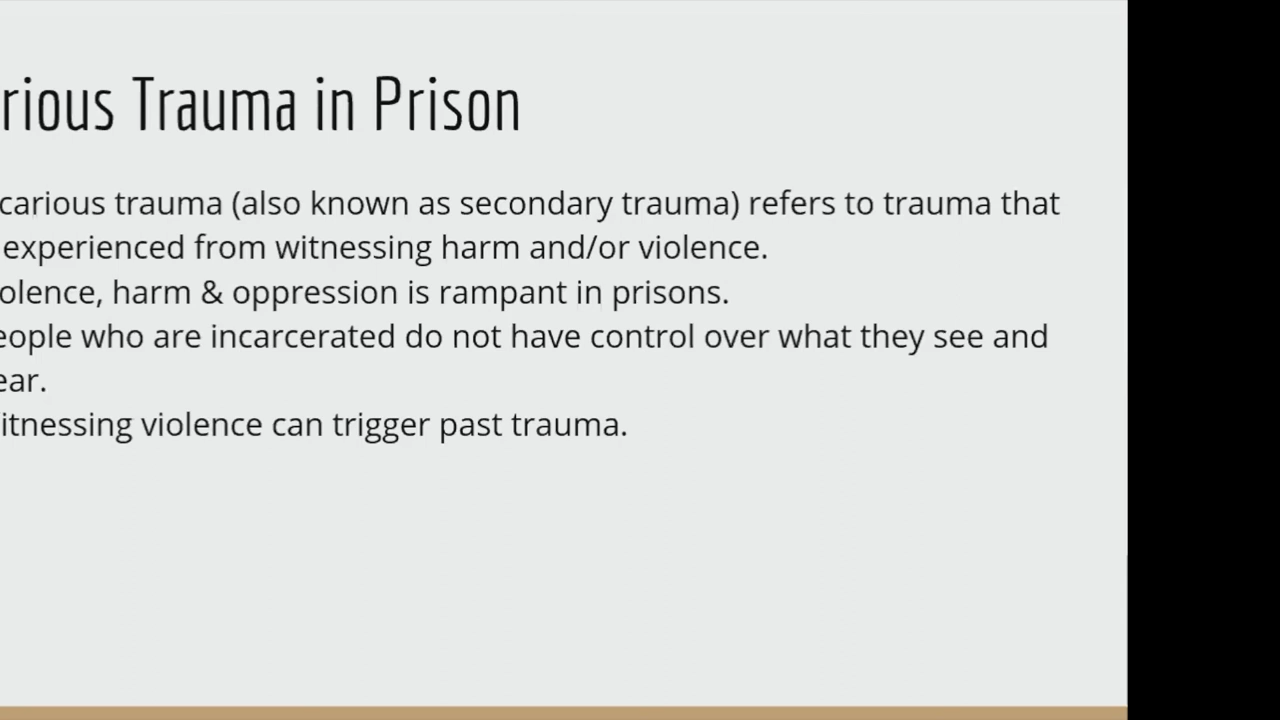 rious Trauma in Prison
carious trauma (also known as secondary trauma) refers to trauma that
experienced from witnessing harm and/or violence.
olence, harm & oppression is rampant in prisons.
eople who are incarcerated do not have control over what they see and
ear.
itnessing violence can trigger past trauma.